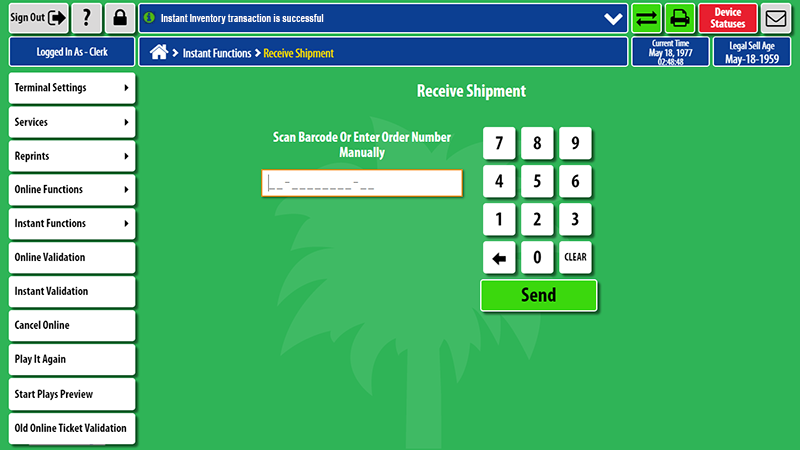 Sign Out
?
Instant Inventory transaction is successful
Device
Statuses
Logged In As - Clerk
Instant Functions > Receive Shipment
Current Time
May 18, 1977
02:48:48
Legal Sell Age
May-18-1959
Terminal Settings
Services
Reprints
Online Functions
Instant Functions
Online Validation
Instant Validation
Cancel Online
Play It Again
Start Plays Preview
Old Online Ticket Validation
Receive Shipment
Scan Barcode Or Enter Order Number
Manually
__-________-__
7 8 9
4 5 6
1 2 3
0 CLEAR
Send